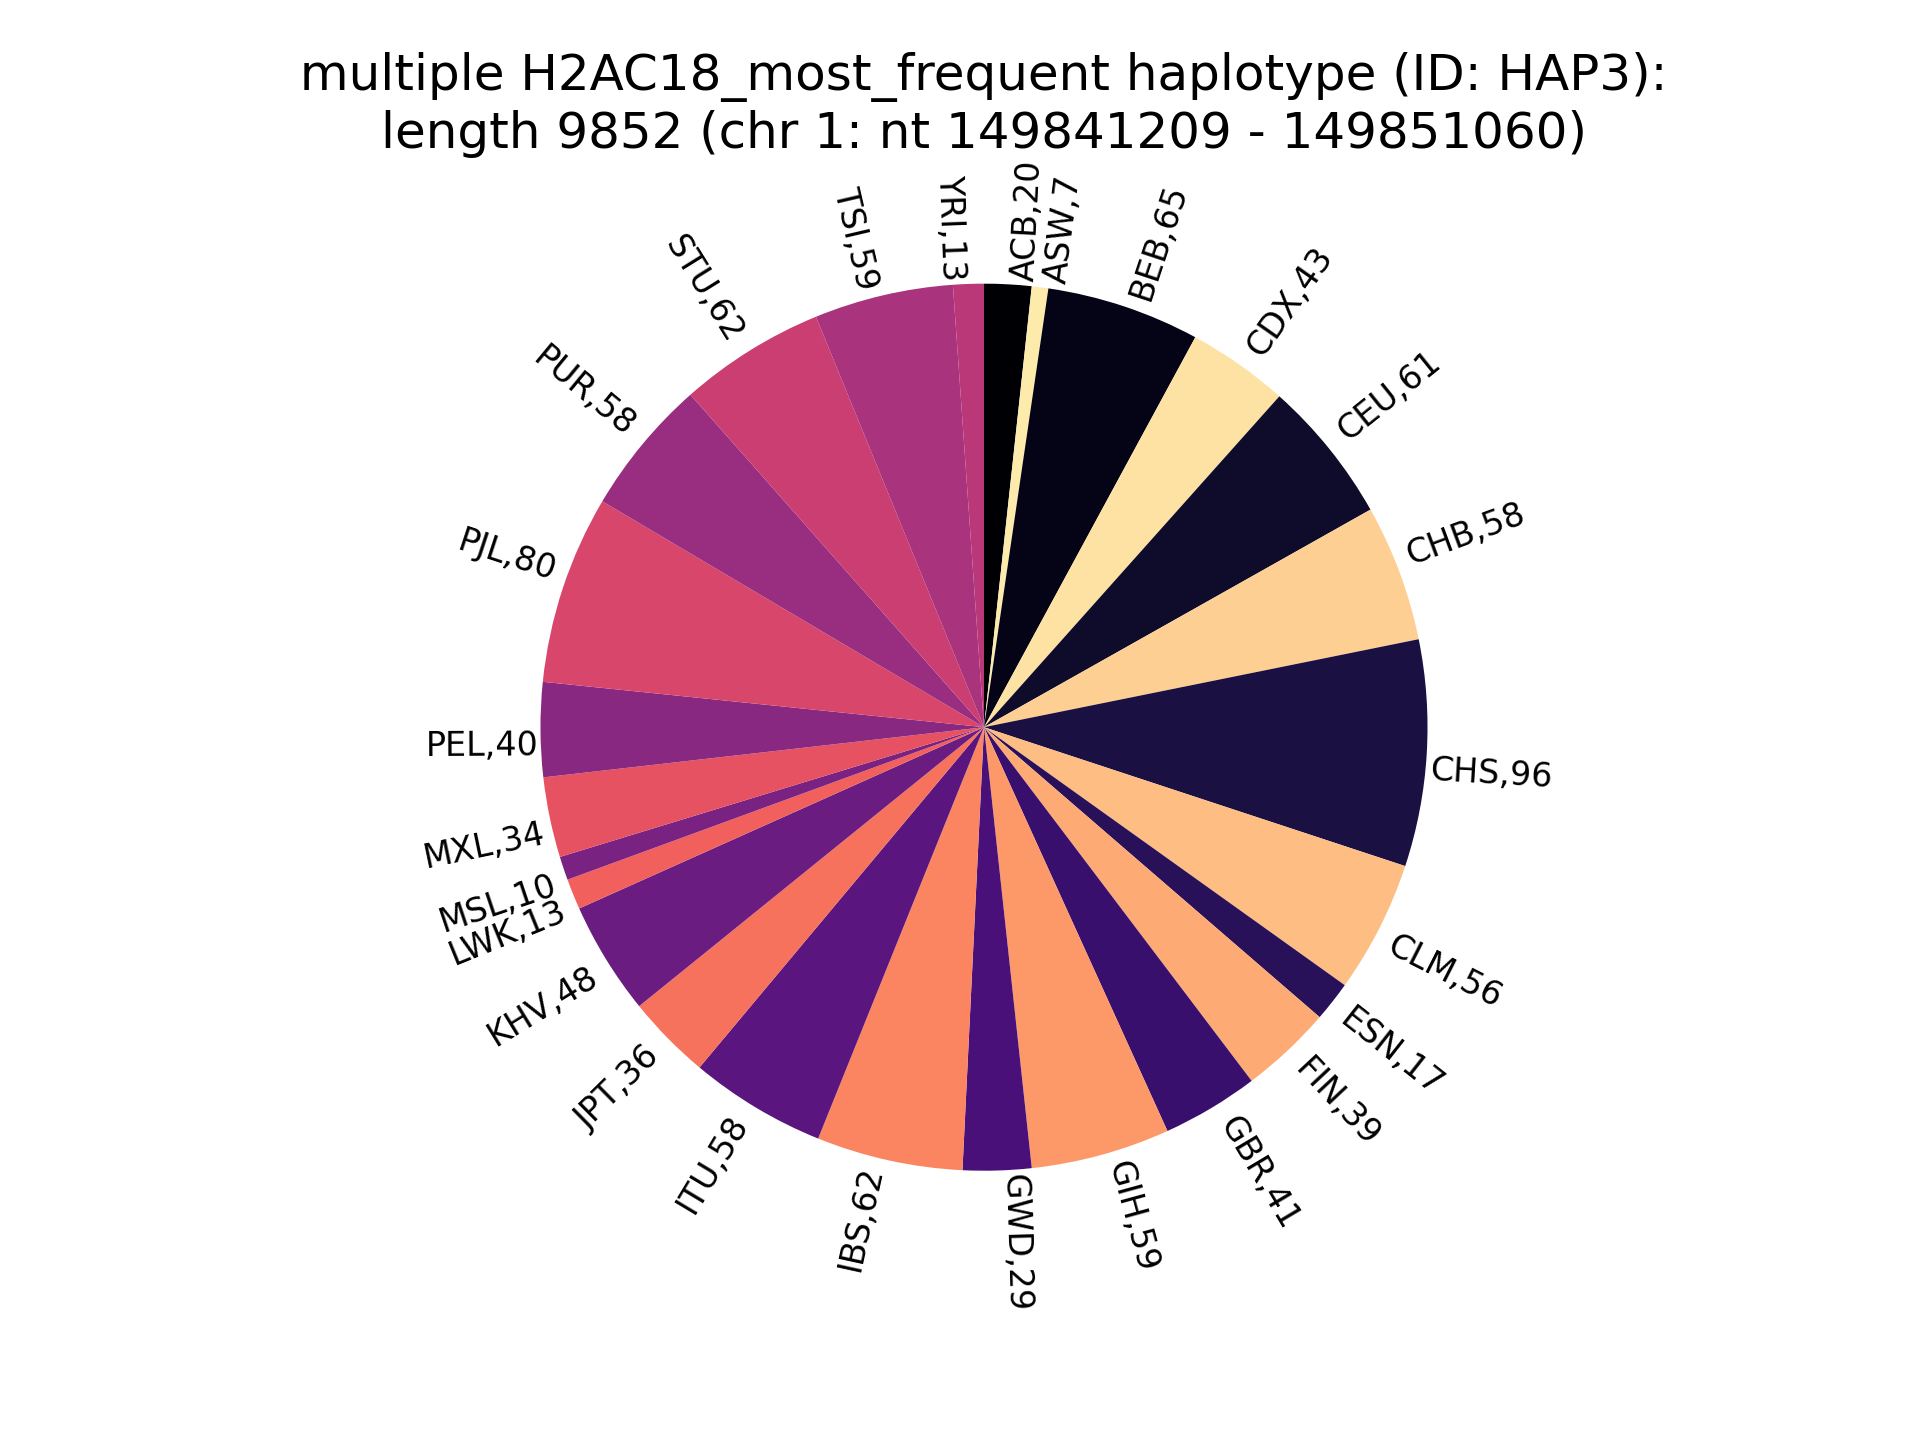 multiple H2AC18_most_frequent haplotype (ID: HAP3):
length 9852 (chr 1: nt 149841209 - 149851060)
ACB,20
ASW,7
BEB,65
CDX,43
CEU,61
CHB,58
CHS,96
CLM,56
ESN,17
FIN,39
GBR,41
GIH,59
GWD,29
IBS,62
ITU,58
JPT,36
KHV,48
LWK,13
MSL,10
MXL,34
PEL,40
PJL,80
PUR,58
STU,62
TSI,59
YRI,13